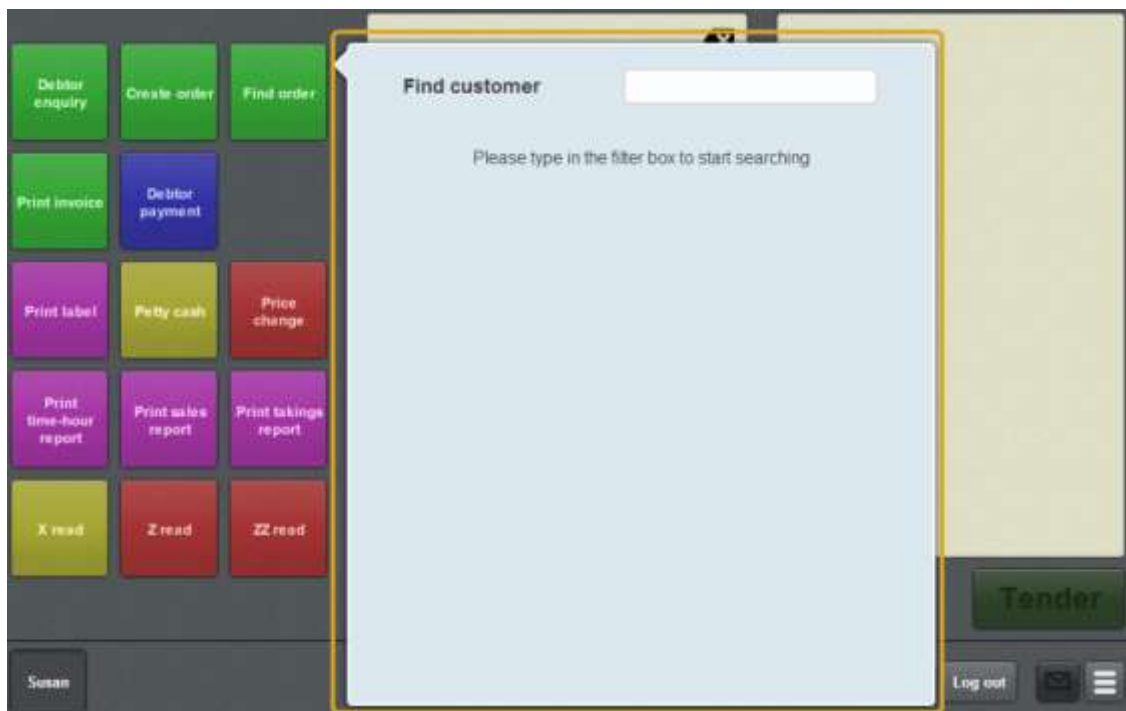 Debtor
enquiry
Create order
Find order
Find customer
Please type in the filter box to start searching
Print invoice
Debtor
payment
Print label
Petty cash
Price
change
Print
time-hour
report
Print sales
report
Print takings
report
X read
Z read
ZZ read
Tender
Susan
Log out